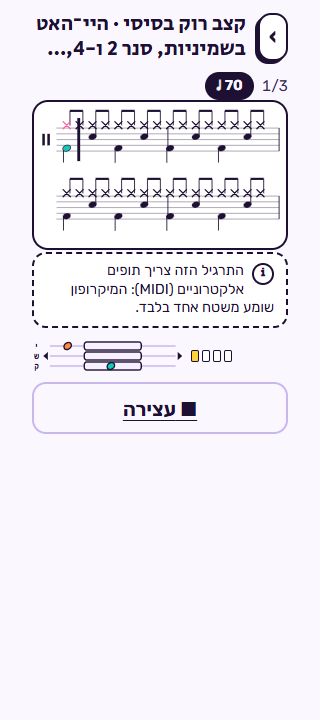 קצב רוק בסיסי · היי־האט
בשמיניות, סנר 2 ו–4,...
♩ 70 1/3
התרגיל הזה צריך תופים
אלקטרוניים (MIDI): המיקרופון
שומע משטח אחד בלבד.
י
ש
ק
עצירה